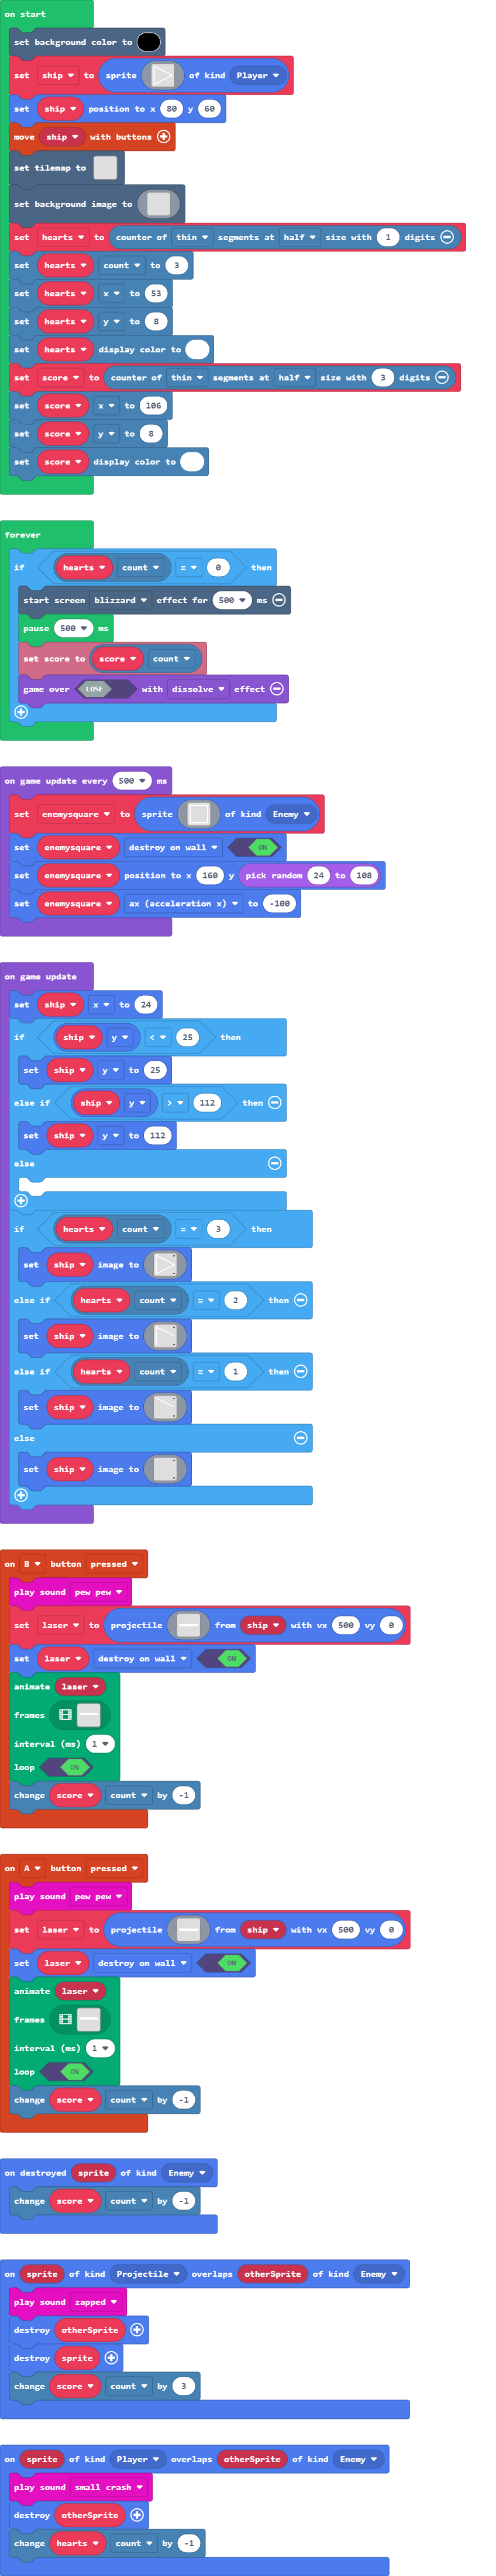 on start
set background color to
set ship to sprite of kind Player
set ship position to x 80 y 60
move ship with buttons
set tilemap to
set background image to
set hearts to counter of thin segments at half size with 1 digits
set hearts count to 3
set hearts x to 53
set hearts y to 8
set hearts display color to
set score to counter of thin segments at half size with 3 digits
set score x to 106
set score y to 8
set score display color to
forever
if hearts count = 0 then
start screen blizzard effect for 500 ms
pause 500 ms
set score to score count
game over LOSE with dissolve effect
on game update every 500 ms
set enemysquare to sprite of kind Enemy
set enemysquare destroy on wall ON
set enemysquare position to x 160 y pick random 24 to 108
set enemysquare ax (acceleration x) to -100
on game update
set ship x to 24
if ship y < 25 then
set ship y to 25
else if ship y > 112 then
set ship y to 112
else
if hearts count = 3 then
set ship image to
else if hearts count = 2 then
set ship image to
else if hearts count = 1 then
set ship image to
else
set ship image to
on B button pressed
play sound pew pew
set laser to projectile from ship with vx 500 vy 0
set laser destroy on wall ON
animate laser
frames
interval (ms) 1
loop ON
change score count by -1
on A button pressed
play sound pew pew
set laser to projectile from ship with vx 500 vy 0
set laser destroy on wall ON
animate laser
frames
interval (ms) 1
loop ON
change score count by -1
on destroyed sprite of kind Enemy
change score count by -1
on sprite of kind Projectile overlaps otherSprite of kind Enemy
play sound zapped
destroy otherSprite
destroy sprite
change score count by 3
on sprite of kind Player overlaps otherSprite of kind Enemy
play sound small crash
destroy otherSprite
change hearts count by -1